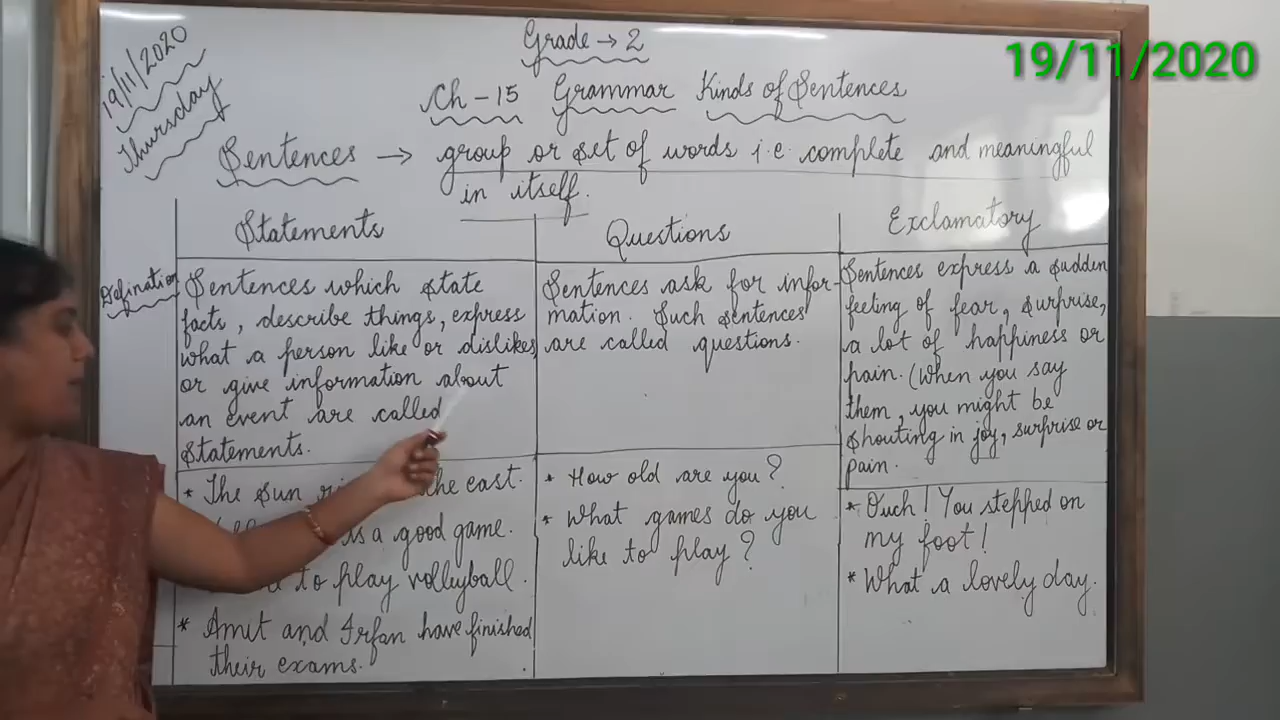 19/11/2020
Thursday
19/11/2020
Grade → 2
Ch - 15 Grammar Kinds of Sentences
Sentences → group or set of words i.e. complete and meaningful
in itself.
Statements
Defination
Sentences which state
facts, describe things, express
what a person like or dislikes,
or give information about
an event are called
statements.
* The Sun the east.
is a good game.
to play volleyball.
* Amit and Irfan have finished
their exams.
Questions
Sentences ask for infor-
mation. Such sentences
are called questions.
* How old are you?
* What games do you
like to play?
Exclamatory
Sentences express a sudden
feeling of fear, surprise,
a lot of happiness or
pain. (When you say
them, you might be
shouting in joy, surprise or
pain.
* Ouch! You stepped on
my foot!
* What a lovely day.